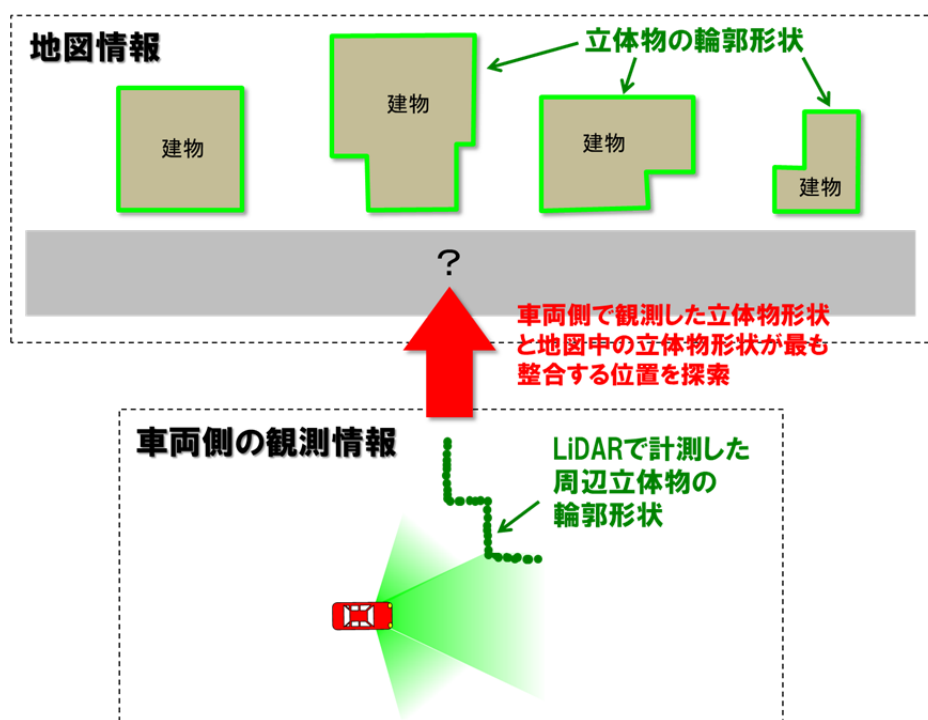 地図情報
立体物の輪郭形状
建物
建物
建物
建物
?
車両側で観測した立体物形状
と地図中の立体物形状が最も
整合する位置を探索
車両側の観測情報
LiDARで計測した
周辺立体物の
輪郭形状